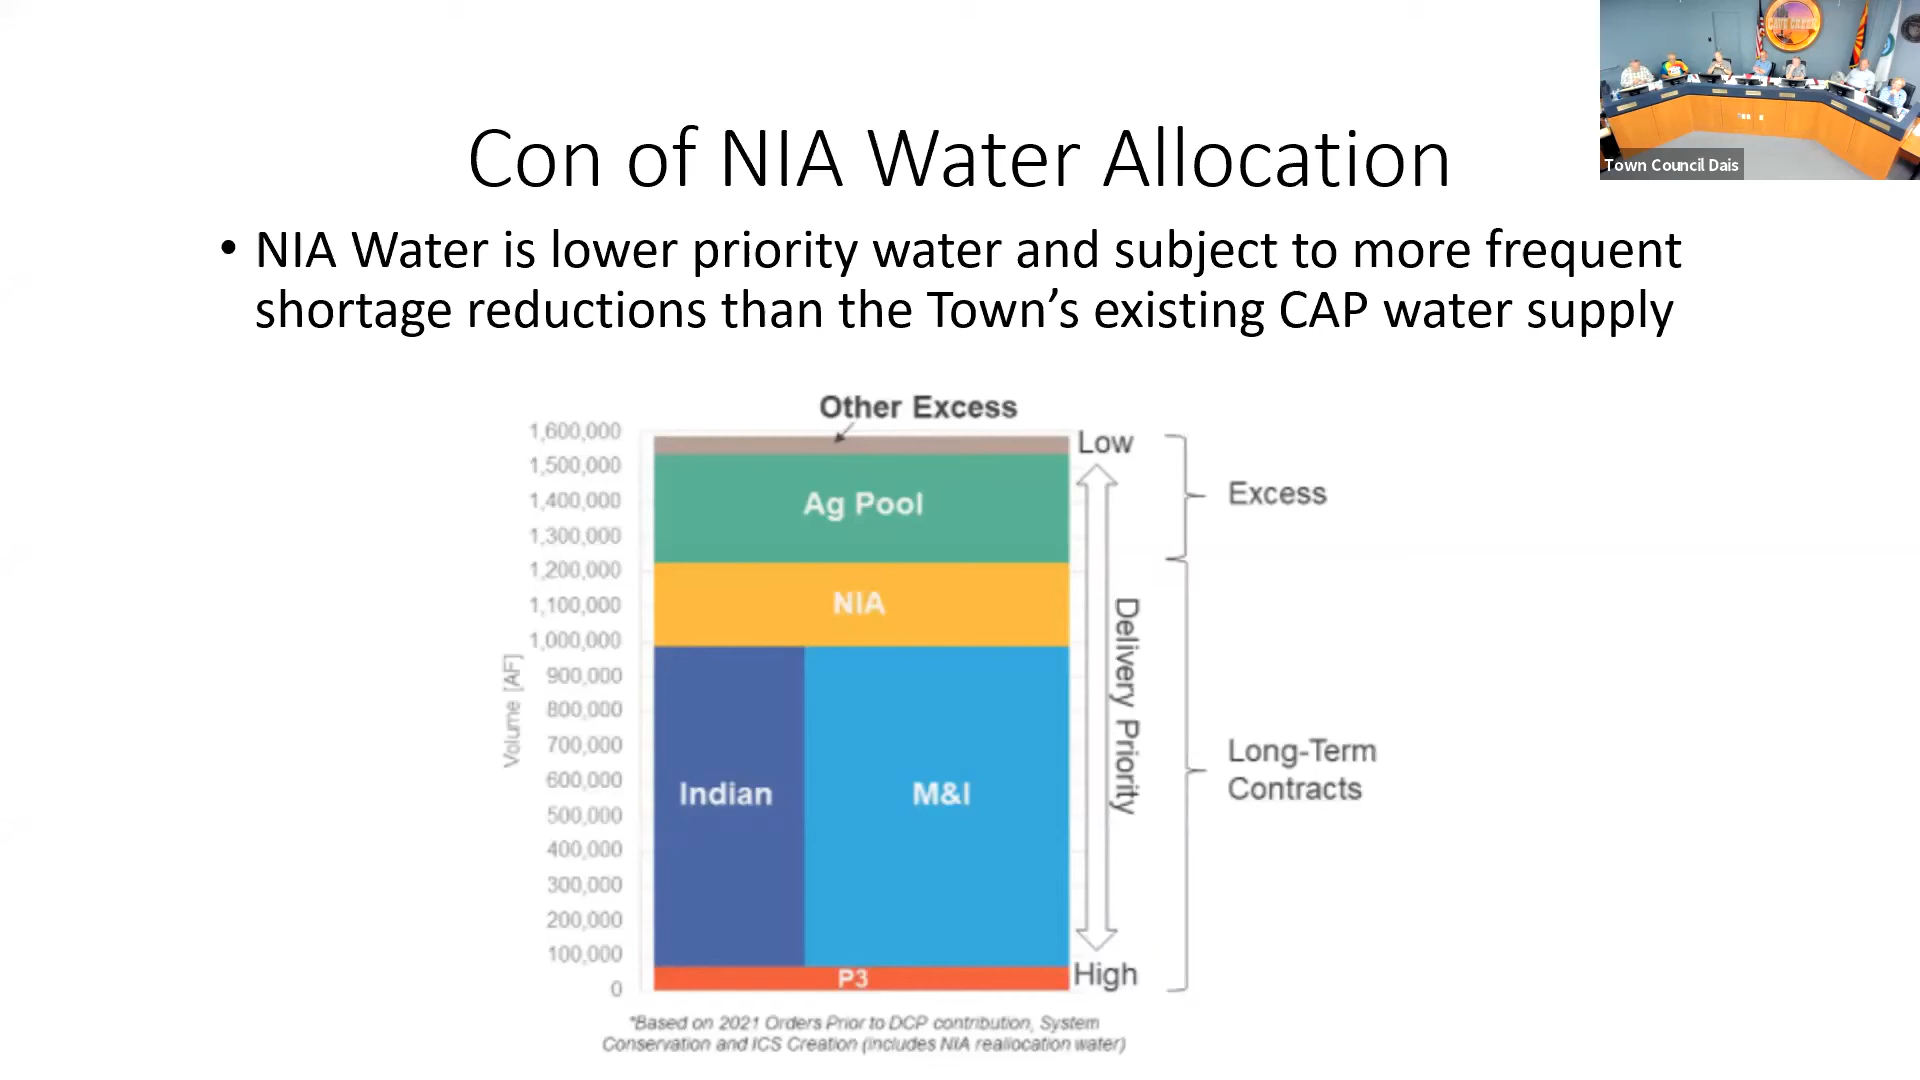 Con of NIA Water Allocation
Town Council Dais
• NIA Water is lower priority water and subject to more frequent
shortage reductions than the Town's existing CAP water supply
Other Excess
1,600,000
1,500,000
1,400,000
1,300,000
1,200,000
1,100,000
1,000,000
900,000
800,000
700,000
600,000
500,000
400,000
300,000
200,000
100,000
0
Volume [AF]
Ag Pool
NIA
Indian
M&I
P3
Low
Delivery Priority
High
Excess
Long-Term
Contracts
*Based on 2021 Orders Prior to DCP contribution, System
Conservation and ICS Creation (includes NIA reallocation water)